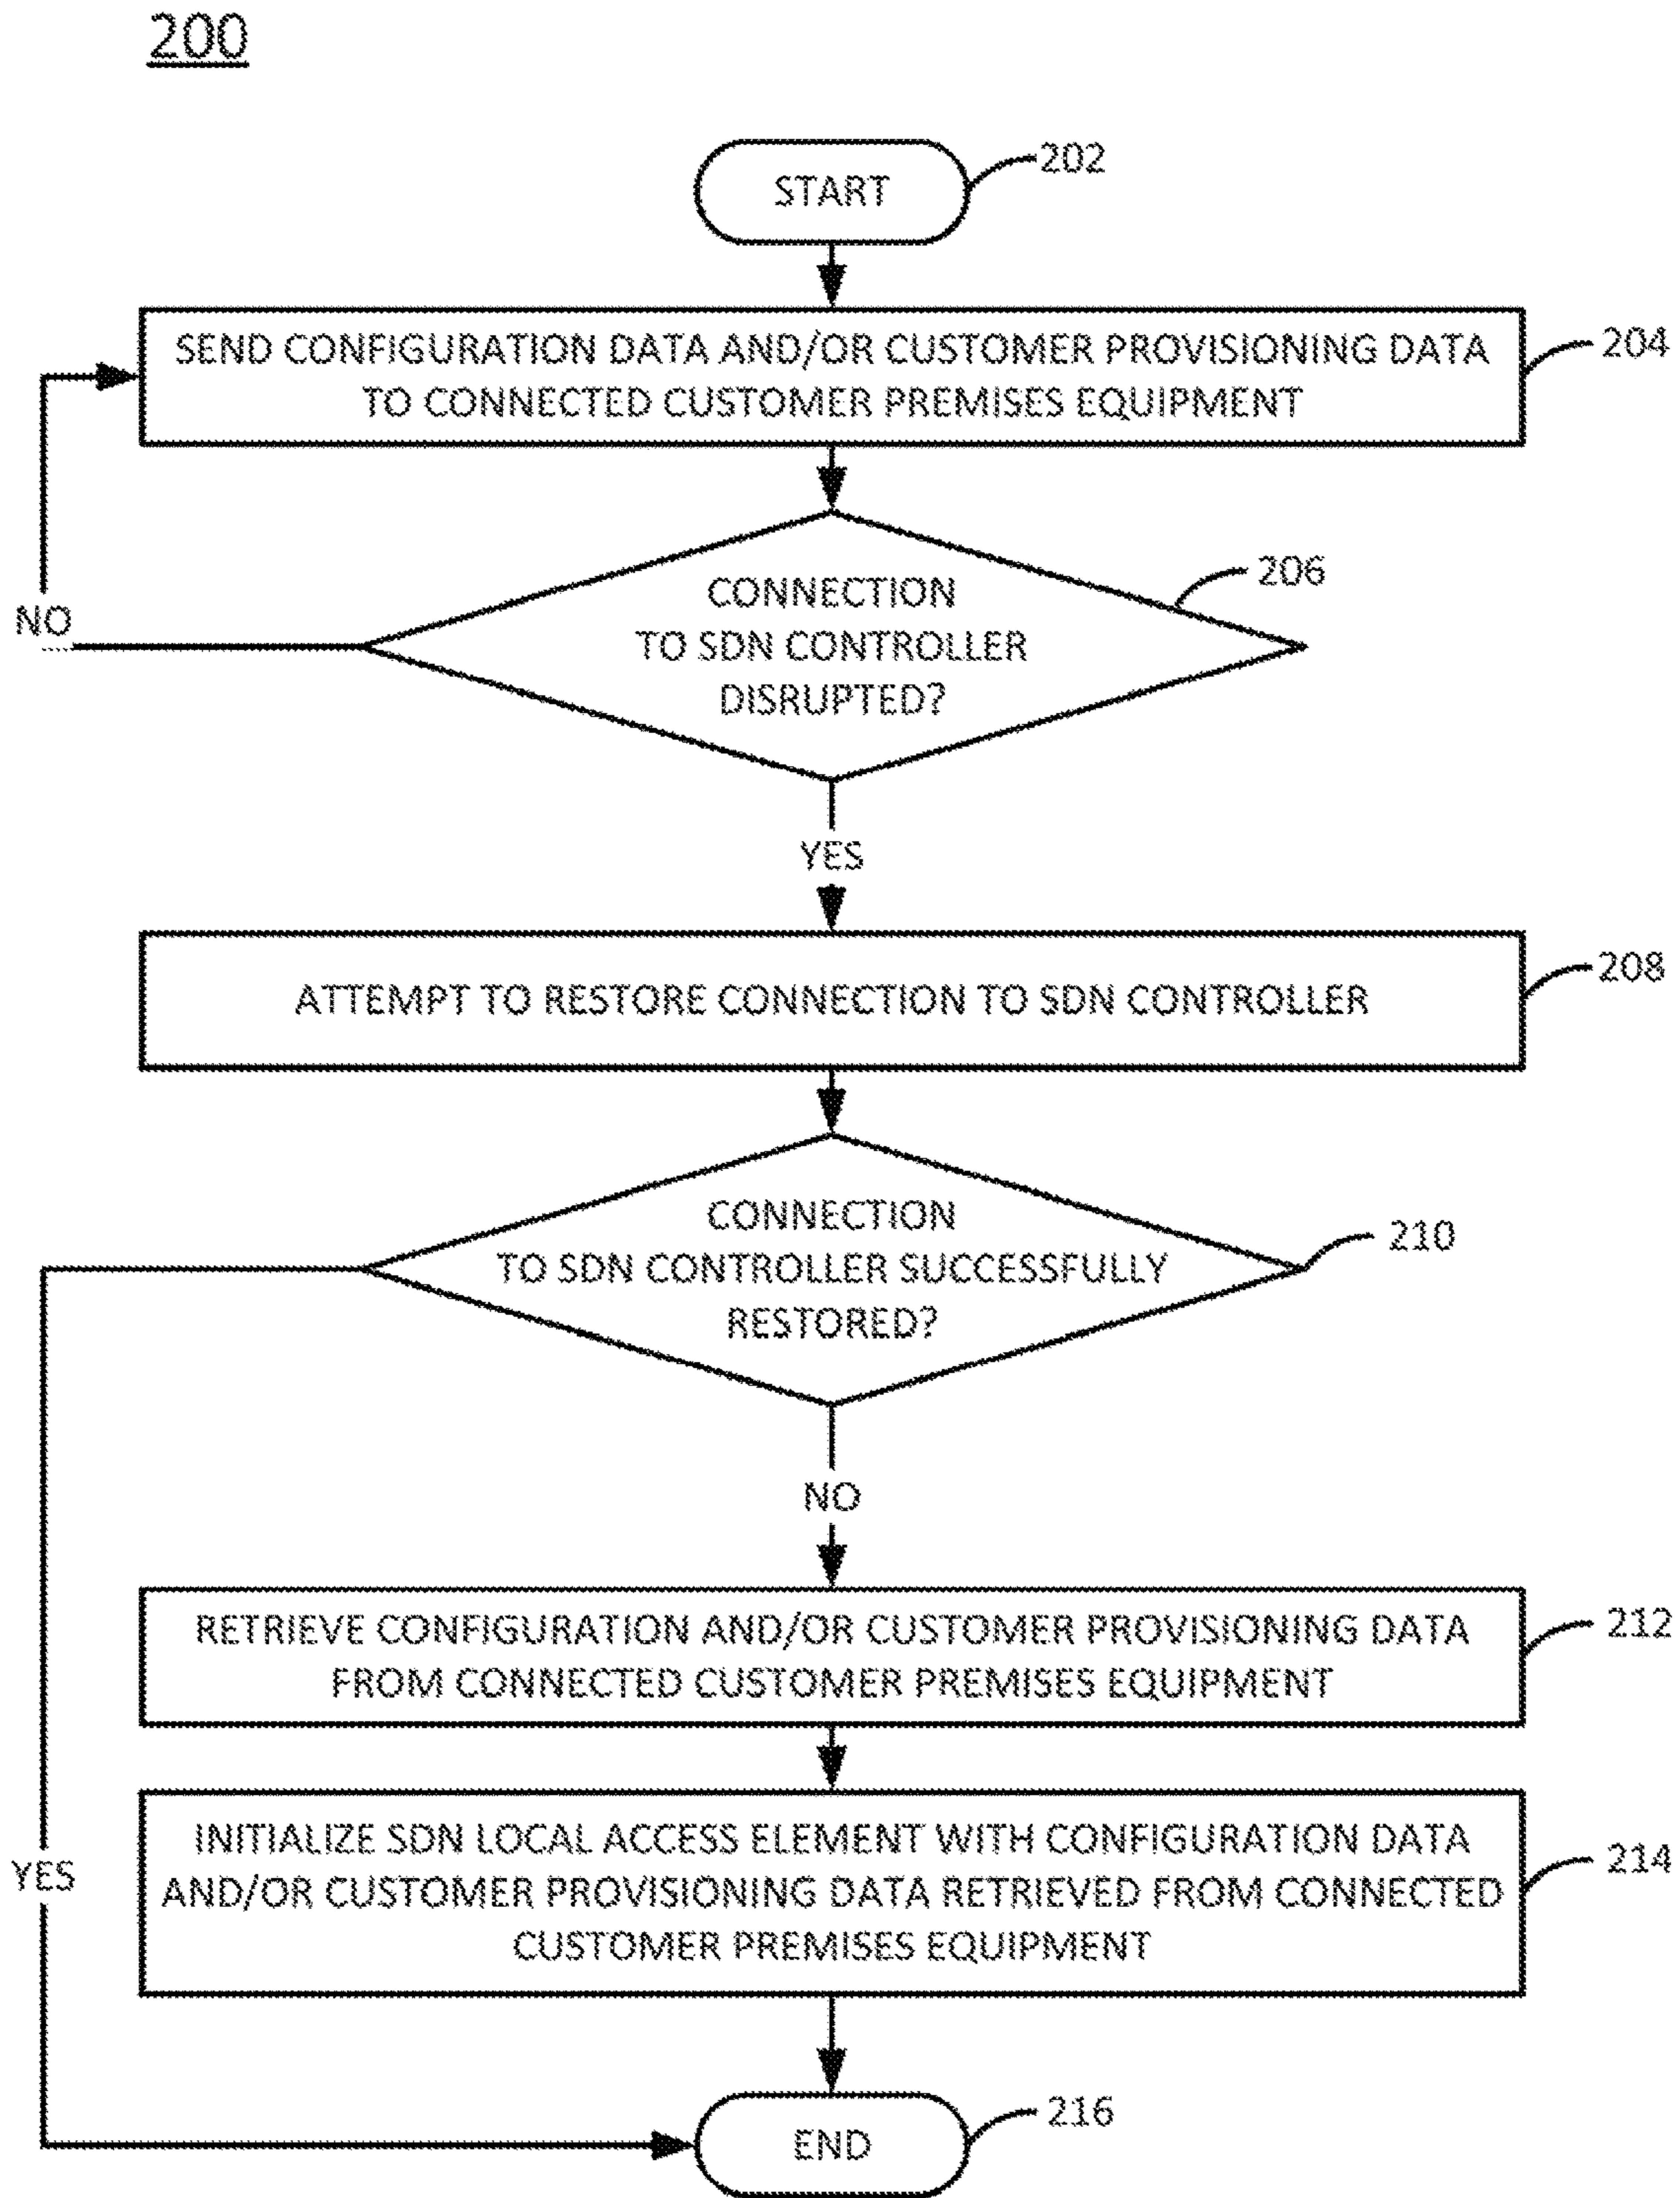 200
START
202
SEND CONFIGURATION DATA AND/OR CUSTOMER PROVISIONING DATA
TO CONNECTED CUSTOMER PREMISES EQUIPMENT
204
CONNECTION
TO SDN CONTROLLER
DISRUPTED?
206
NO
YES
ATTEMPT TO RESTORE CONNECTION TO SDN CONTROLLER
208
CONNECTION
TO SDN CONTROLLER SUCCESSFULLY
RESTORED?
210
NO
RETRIEVE CONFIGURATION AND/OR CUSTOMER PROVISIONING DATA
FROM CONNECTED CUSTOMER PREMISES EQUIPMENT
212
INITIALIZE SDN LOCAL ACCESS ELEMENT WITH CONFIGURATION DATA
AND/OR CUSTOMER PROVISIONING DATA RETRIEVED FROM CONNECTED
CUSTOMER PREMISES EQUIPMENT
214
YES
END
216